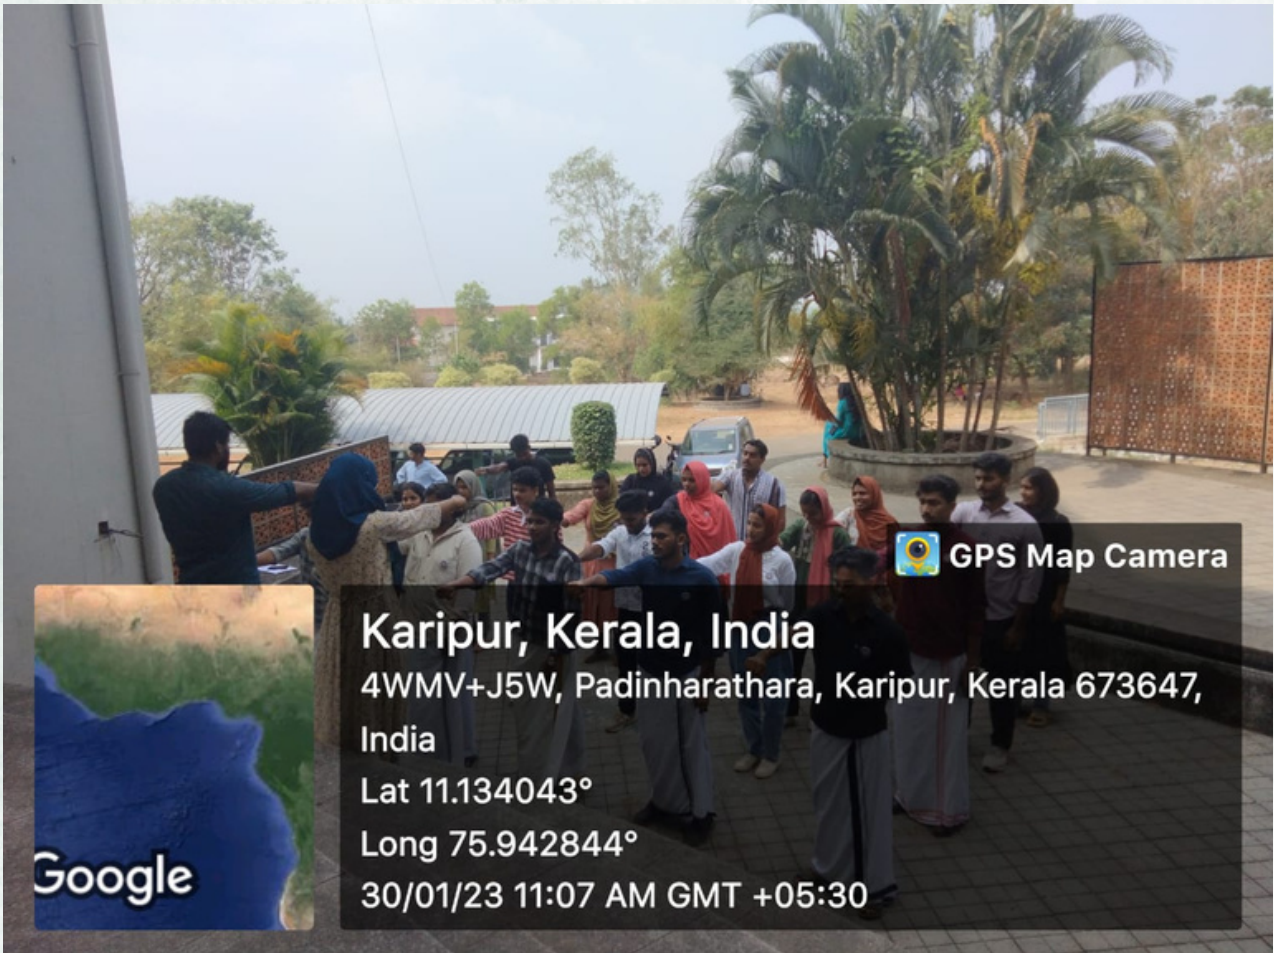 GPS Map Camera
Karipur, Kerala, India
4WMV+J5W, Padinharathara, Karipur, Kerala 673647,
India
Lat 11.134043°
Long 75.942844°
30/01/23 11:07 AM GMT +05:30
Google